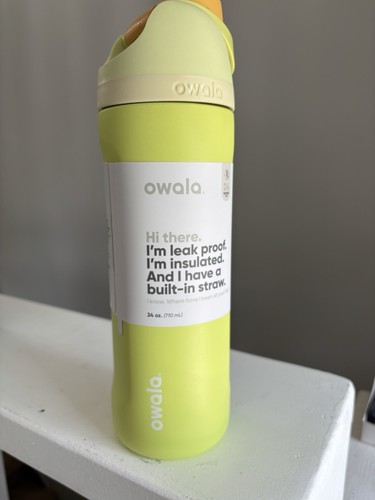 owala
owala
Hi there.
I'm leak proof.
I'm insulated.
And I have a
built-in straw.
24 oz. (710 mL)
owala